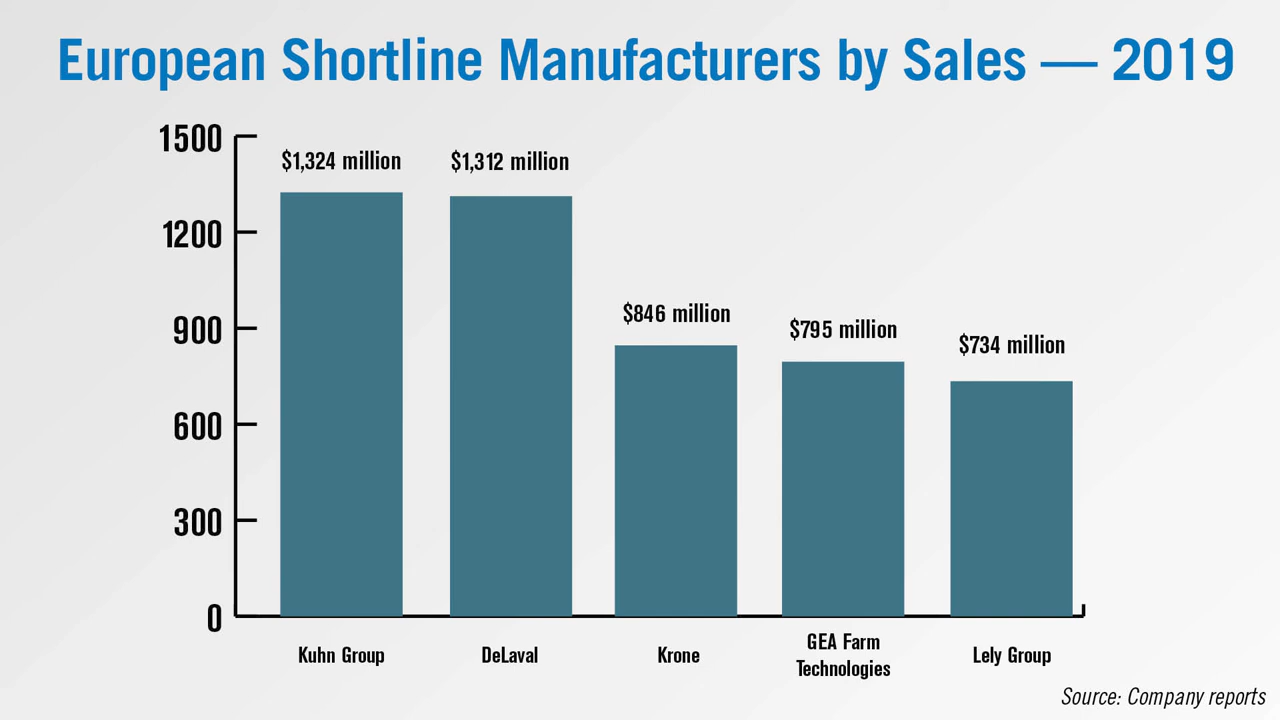 European Shortline Manufacturers by Sales — 2019
1500
1200
900
600
300
0
$1,324 million
$1,312 million
$846 million
$795 million
$734 million
Kuhn Group
DeLaval
Krone
GEA Farm
Technologies
Lely Group
Source: Company reports